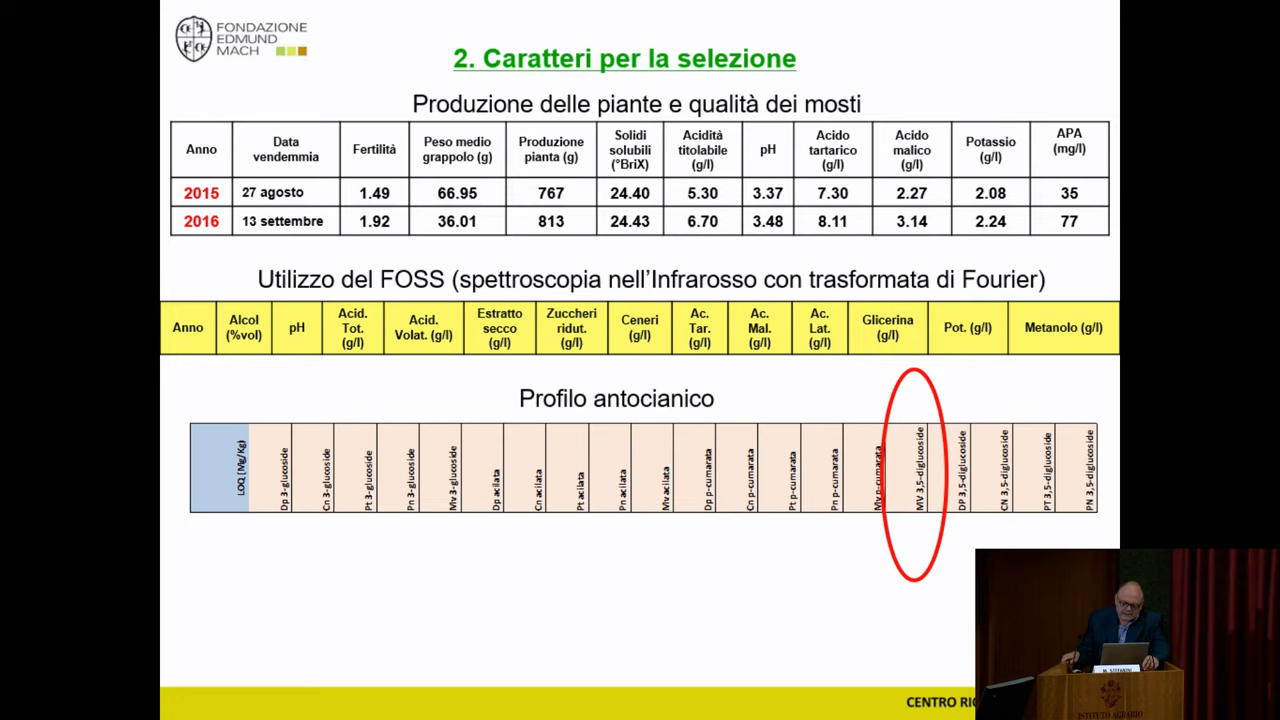 FONDAZIONE
EDMUND
MACH
2. Caratteri per la selezione
Produzione delle piante e qualità dei mosti
Anno Data vendemmia Fertilità Peso medio grappolo (g) Produzione pianta (g) Solidi solubili (°BriX) Acidità titolabile (g/l) pH Acido tartarico (g/l) Acido malico (g/l) Potassio (g/l) APA (mg/l)
2015 27 agosto 1.49 66.95 767 24.40 5.30 3.37 7.30 2.27 2.08 35
2016 13 settembre 1.92 36.01 813 24.43 6.70 3.48 8.11 3.14 2.24 77
Utilizzo del FOSS (spettroscopia nell'Infrarosso con trasformata di Fourier)
Anno Alcol (%vol) pH Acid. Tot. (g/l) Acid. Volat. (g/l) Estratto secco (g/l) Zuccheri ridut. (g/l) Ceneri (g/l) Ac. Tar. (g/l) Ac. Mal. (g/l) Ac. Lat. (g/l) Glicerina (g/l) Pot. (g/l) Metanolo (g/l)
Profilo antocianico
LOQ (Mg/Kg) Dp 3-glucoside Cn 3-glucoside Pt 3-glucoside Pn 3-glucoside Mv 3-glucoside Dp acilata Cn acilata Pt acilata Pn acilata Mv acilata Dp p-cumarata Cn p-cumarata Pt p-cumarata Pn p-cumarata Mv p-cumarata MV 3,5-diglucoside DP 3,5-diglucoside CN 3,5-diglucoside PT 3,5-diglucoside PN 3,5-diglucoside
CENTRO
M. STEFANINI
ISTITUTO AGRARIO